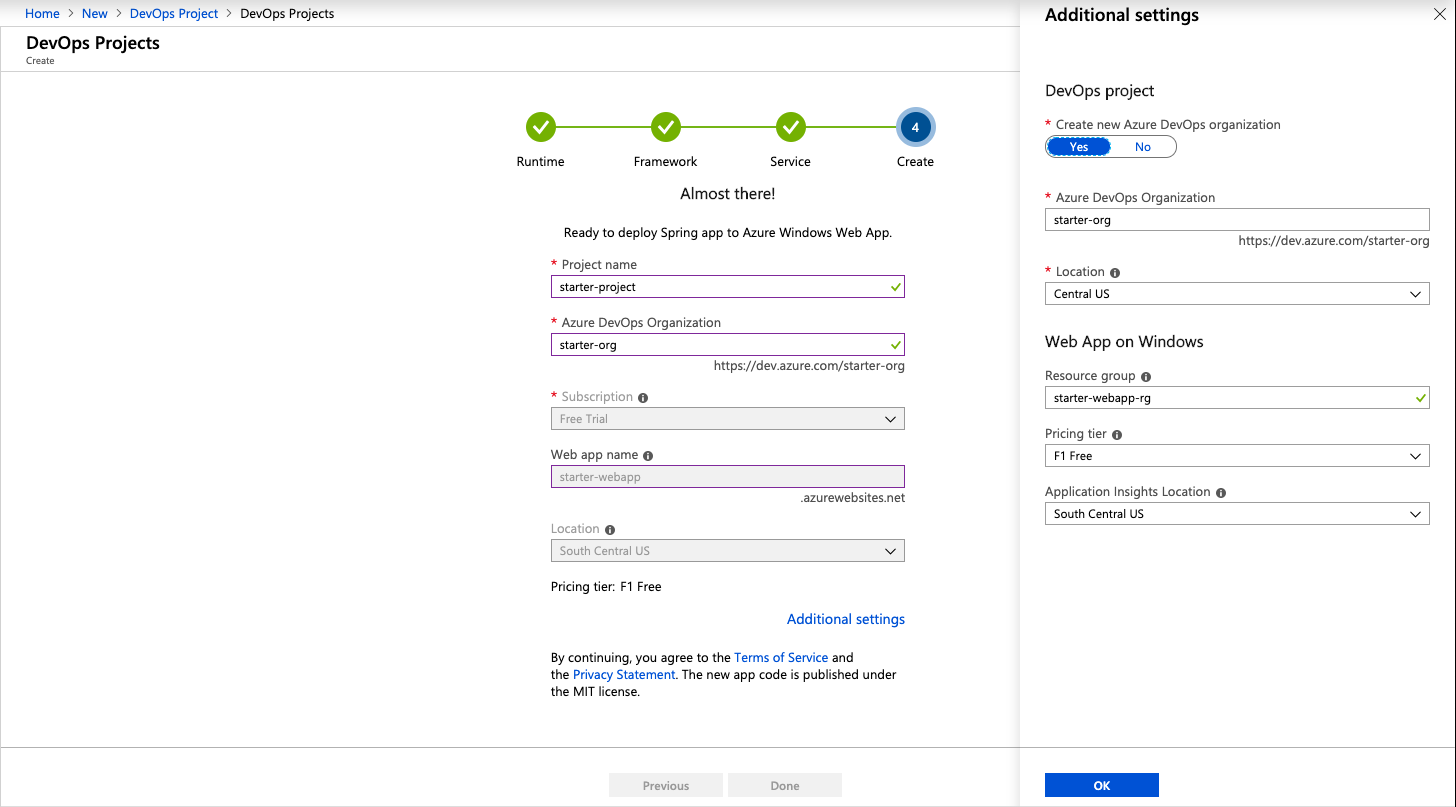 Home > New > DevOps Project > DevOps Projects
DevOps Projects
Create
4
Runtime Framework Service Create
Almost there!
Ready to deploy Spring app to Azure Windows Web App.
* Project name
starter-project
* Azure DevOps Organization
starter-org
https://dev.azure.com/starter-org
* Subscription
Free Trial
Web app name
starter-webapp
.azurewebsites.net
Location
South Central US
Pricing tier: F1 Free
Additional settings
By continuing, you agree to the Terms of Service and
the Privacy Statement. The new app code is published under
the MIT license.
Previous Done
Additional settings
DevOps project
* Create new Azure DevOps organization
Yes No
* Azure DevOps Organization
starter-org
https://dev.azure.com/starter-org
* Location
Central US
Web App on Windows
Resource group
starter-webapp-rg
Pricing tier
F1 Free
Application Insights Location
South Central US
OK